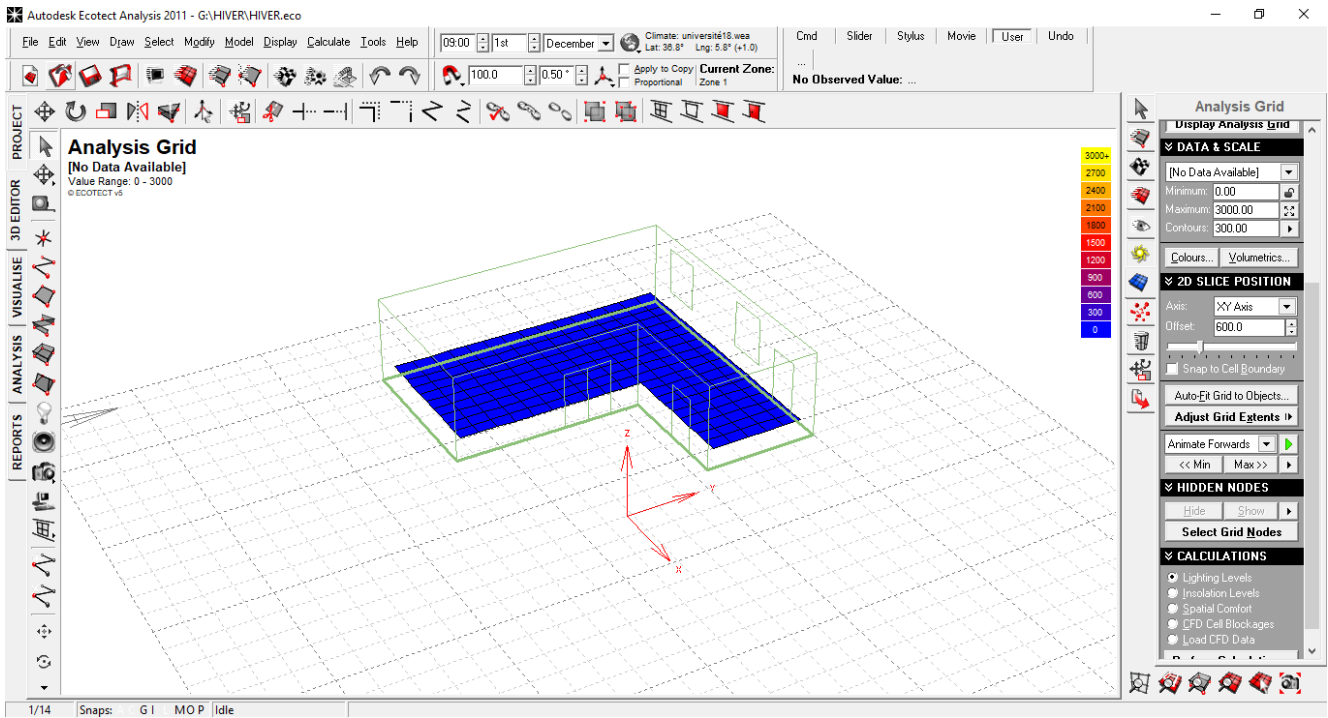 Autodesk Ecotect Analysis 2011 - G:\HIVER\HIVER.eco
File Edit View Draw Select Modify Model Display Calculate Tools Help
09:00 1st December
Climate: université18.wea
Lat: 36.8° Lng: 5.8° (+1.0)
Cmd Slider Stylus Movie User Undo
...
No Observed Value: ...
100.0 0.50 °
Apply to Copy
Proportional
Current Zone:
Zone 1
PROJECT
3D EDITOR
VISUALISE
ANALYSIS
REPORTS
Analysis Grid
[No Data Available]
Value Range: 0 - 3000
© ECOTECT v5
3000+
2700
2400
2100
1800
1500
1200
900
600
300
0
Z
Y
X
Analysis Grid
Display Analysis Grid
DATA & SCALE
[No Data Available]
Minimum: 0.00
Maximum: 3000.00
Contours: 300.00
Colours... Volumetrics...
2D SLICE POSITION
Axis: XY Axis
Offset: 600.0
Snap to Cell Boundary
Auto-Fit Grid to Objects...
Adjust Grid Extents
Animate Forwards
<< Min Max >>
HIDDEN NODES
Hide Show
Select Grid Nodes
CALCULATIONS
Lighting Levels
Insolation Levels
Spatial Comfort
CFD Cell Blockages
Load CFD Data
1/14 Snaps: G I M O P Idle